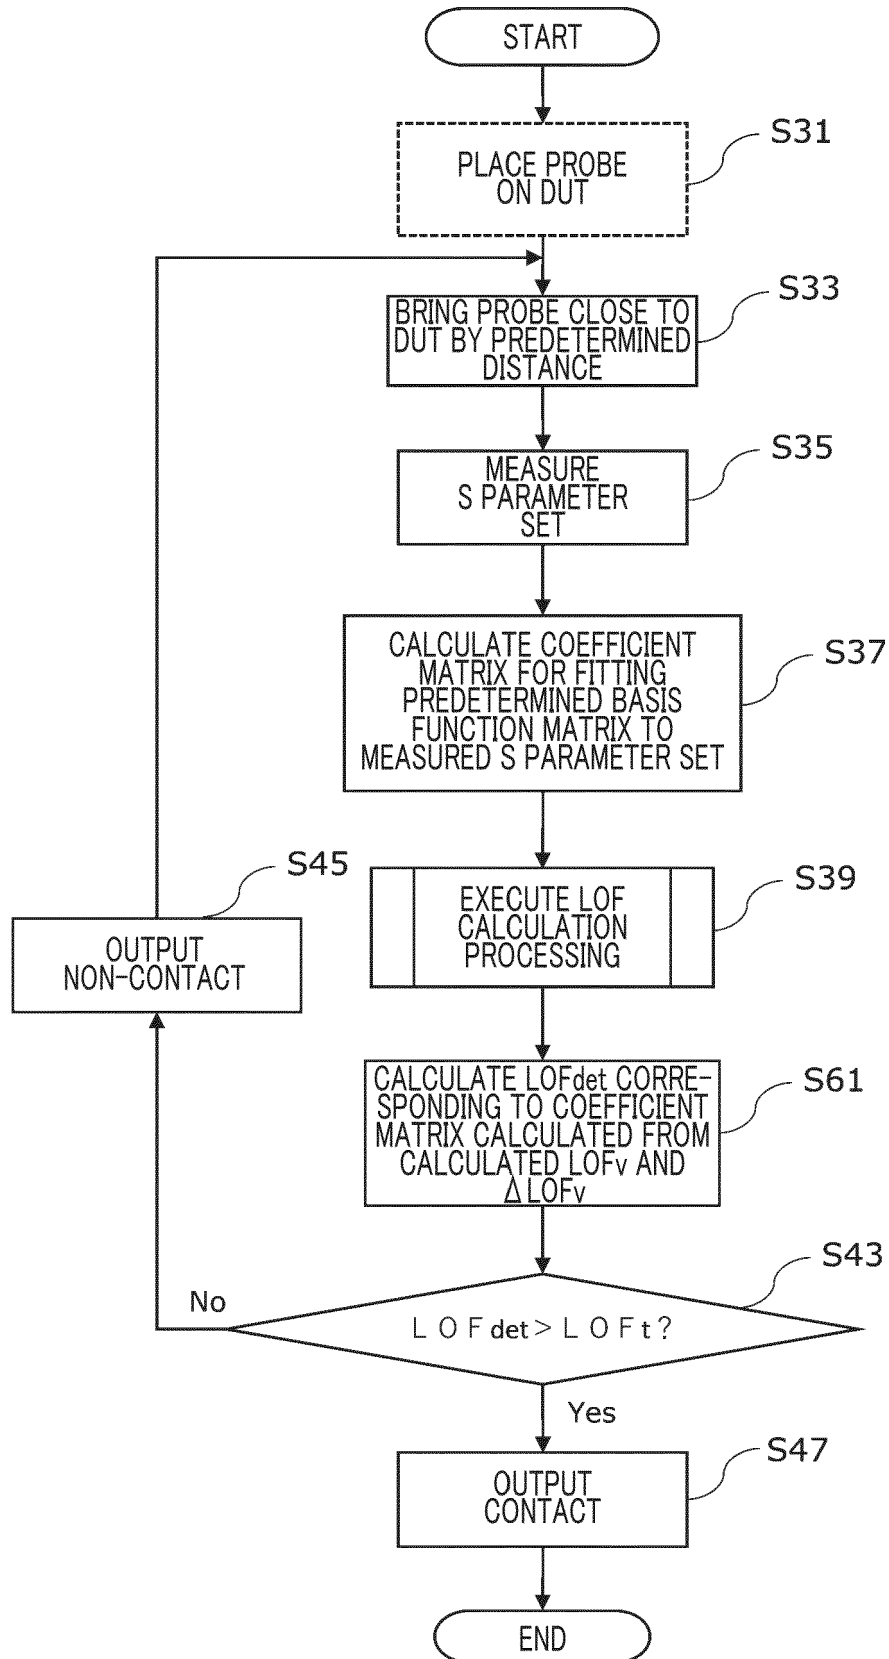 START
S31
PLACE PROBE
ON DUT
S33
BRING PROBE CLOSE TO
DUT BY PREDETERMINED
DISTANCE
S35
MEASURE
S PARAMETER
SET
S37
CALCULATE COEFFICIENT
MATRIX FOR FITTING
PREDETERMINED BASIS
FUNCTION MATRIX TO
MEASURED S PARAMETER SET
S39
EXECUTE LOF
CALCULATION
PROCESSING
S45
OUTPUT
NON-CONTACT
S61
CALCULATE LOFdet CORRE-
SPONDING TO COEFFICIENT
MATRIX CALCULATED FROM
CALCULATED LOFv AND
ΔLOFv
S43
LOFdet>LOFt?
No
Yes
S47
OUTPUT
CONTACT
END